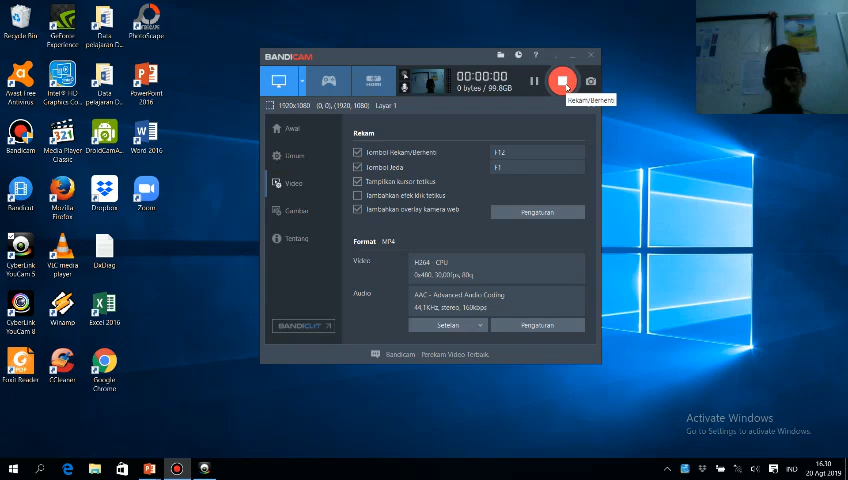 Recycle Bin
GeForce
Experience
Data
pelajaran D...
PhotoScape
Avast Free
Antivirus
Intel® HD
Graphics Co...
Data
pelajaran D...
PowerPoint
2016
Bandicam
Media Player
Classic
DroidCamA...
Word 2016
Bandicut
Mozilla
Firefox
Dropbox
Zoom
CyberLink
YouCam 5
VLC media
player
DxDiag
CyberLink
YouCam 8
Winamp
Excel 2016
Foxit Reader
CCleaner
Google
Chrome
BANDICAM
HDMI
00:00:00
0 bytes / 99.8GB
Rekam/Berhenti
1920x1080 (0, 0), (1920, 1080) Layar 1
Awal
Umum
Video
Gambar
Tentang
BANDICUT
Rekam
Tombol Rekam/Berhenti F12
Tombol Jeda F1
Tampilkan kursor tetikus
Tambahkan efek klik tetikus
Tambahkan overlay kamera web
Pengaturan
Format MP4
Video
H264 - CPU
0x480, 30,00fps, 80q
Audio
AAC - Advanced Audio Coding
44,1KHz, stereo, 160kbps
Setelan
Pengaturan
Bandicam Perekam Video Terbaik.
Activate Windows
Go to Settings to activate Windows.
IND
16.30
20 Agt 2019